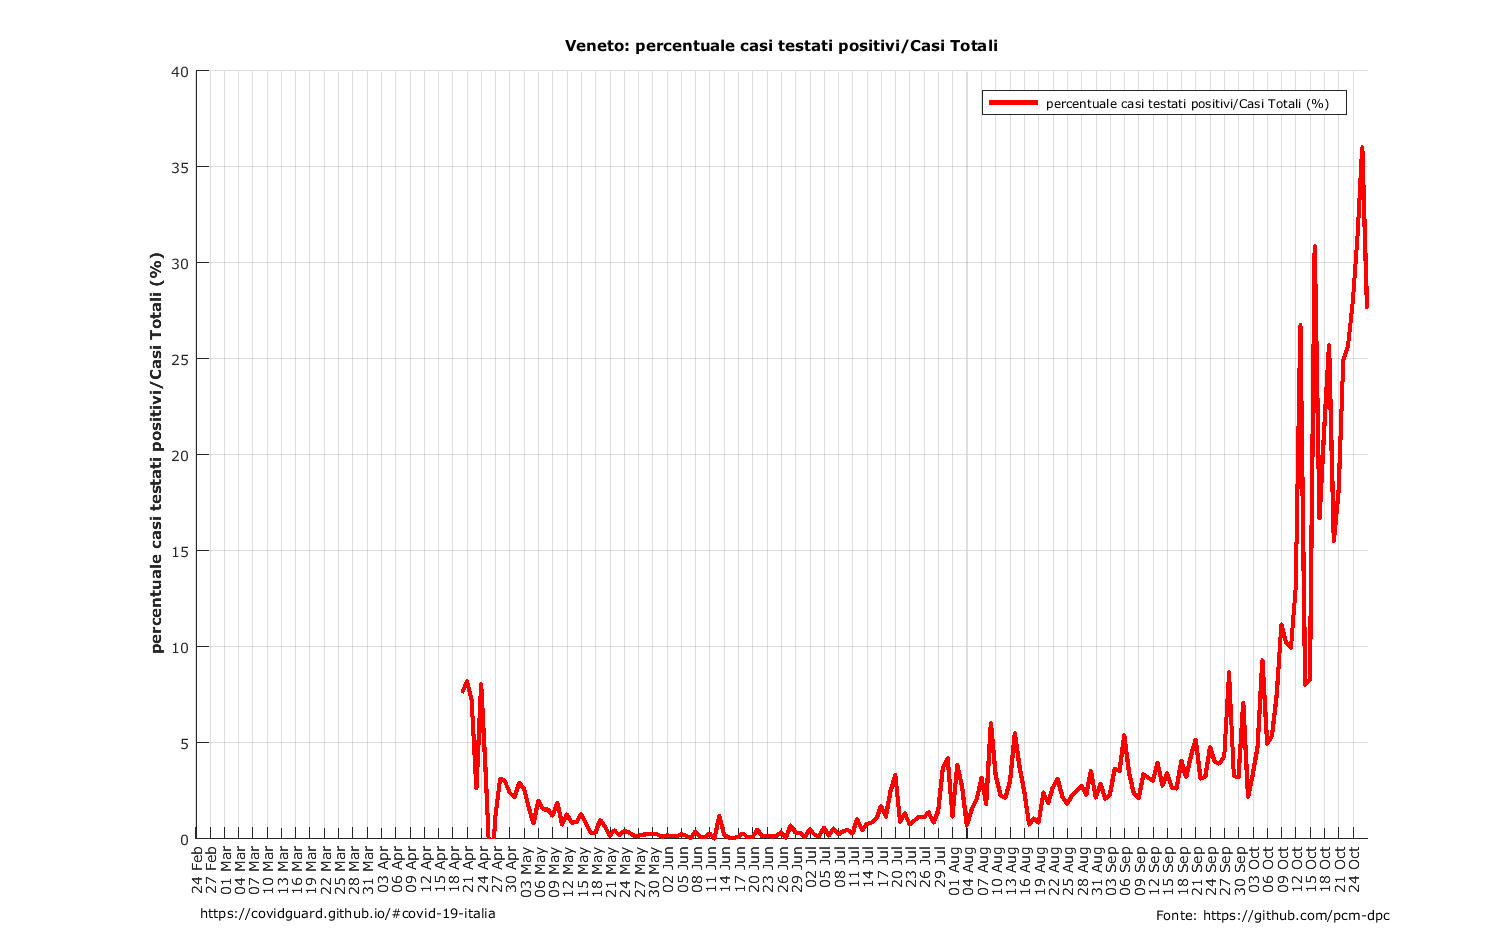 Veneto: percentuale casi testati positivi/Casi Totali
percentuale casi testati positivi/Casi Totali (%)
percentuale casi testati positivi/Casi Totali (%)
40
35
30
25
20
15
10
5
0
24 Feb
27 Feb
01 Mar
04 Mar
07 Mar
10 Mar
13 Mar
16 Mar
19 Mar
22 Mar
25 Mar
28 Mar
31 Mar
03 Apr
06 Apr
09 Apr
12 Apr
15 Apr
18 Apr
21 Apr
24 Apr
27 Apr
30 Apr
03 May
06 May
09 May
12 May
15 May
18 May
21 May
24 May
27 May
30 May
02 Jun
05 Jun
08 Jun
11 Jun
14 Jun
17 Jun
20 Jun
23 Jun
26 Jun
29 Jun
02 Jul
05 Jul
08 Jul
11 Jul
14 Jul
17 Jul
20 Jul
23 Jul
26 Jul
29 Jul
01 Aug
04 Aug
07 Aug
10 Aug
13 Aug
16 Aug
19 Aug
22 Aug
25 Aug
28 Aug
31 Aug
03 Sep
06 Sep
09 Sep
12 Sep
15 Sep
18 Sep
21 Sep
24 Sep
27 Sep
30 Sep
03 Oct
06 Oct
09 Oct
12 Oct
15 Oct
18 Oct
21 Oct
24 Oct
https://covidguard.github.io/#covid-19-italia
Fonte: https://github.com/pcm-dpc